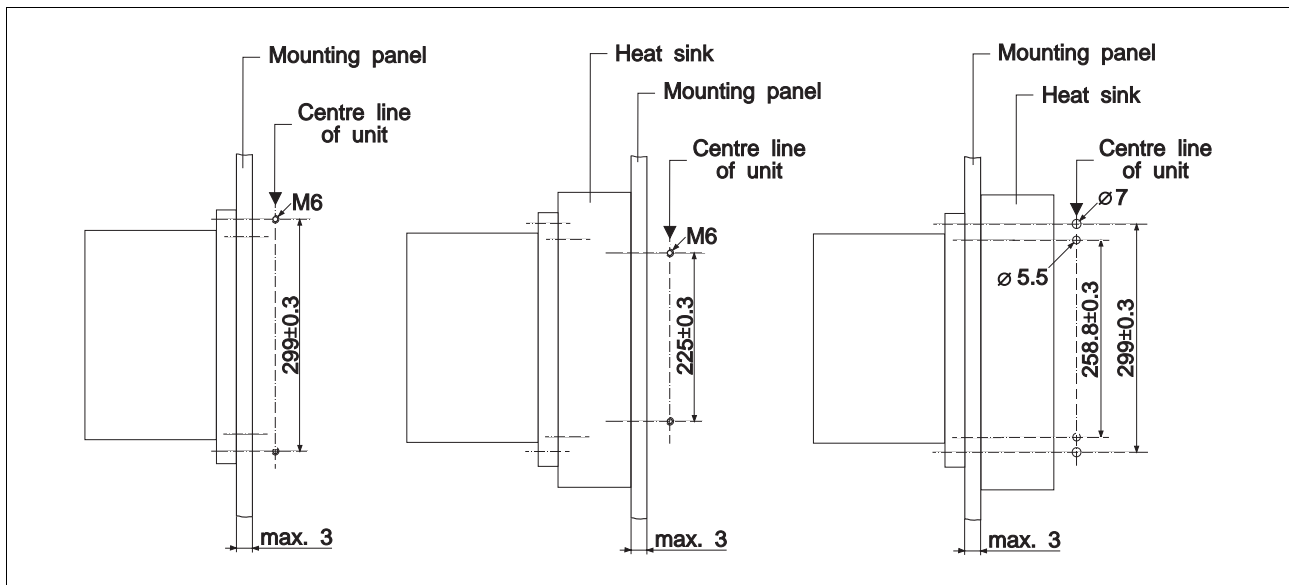 Mounting panel
Centre line
of unit
M6
299±0.3
max. 3
Heat sink
Mounting panel
Centre line
of unit
M6
225±0.3
max. 3
Mounting panel
Heat sink
Centre line
of unit
⌀ 7
⌀ 5.5
258.8±0.3
299±0.3
max. 3